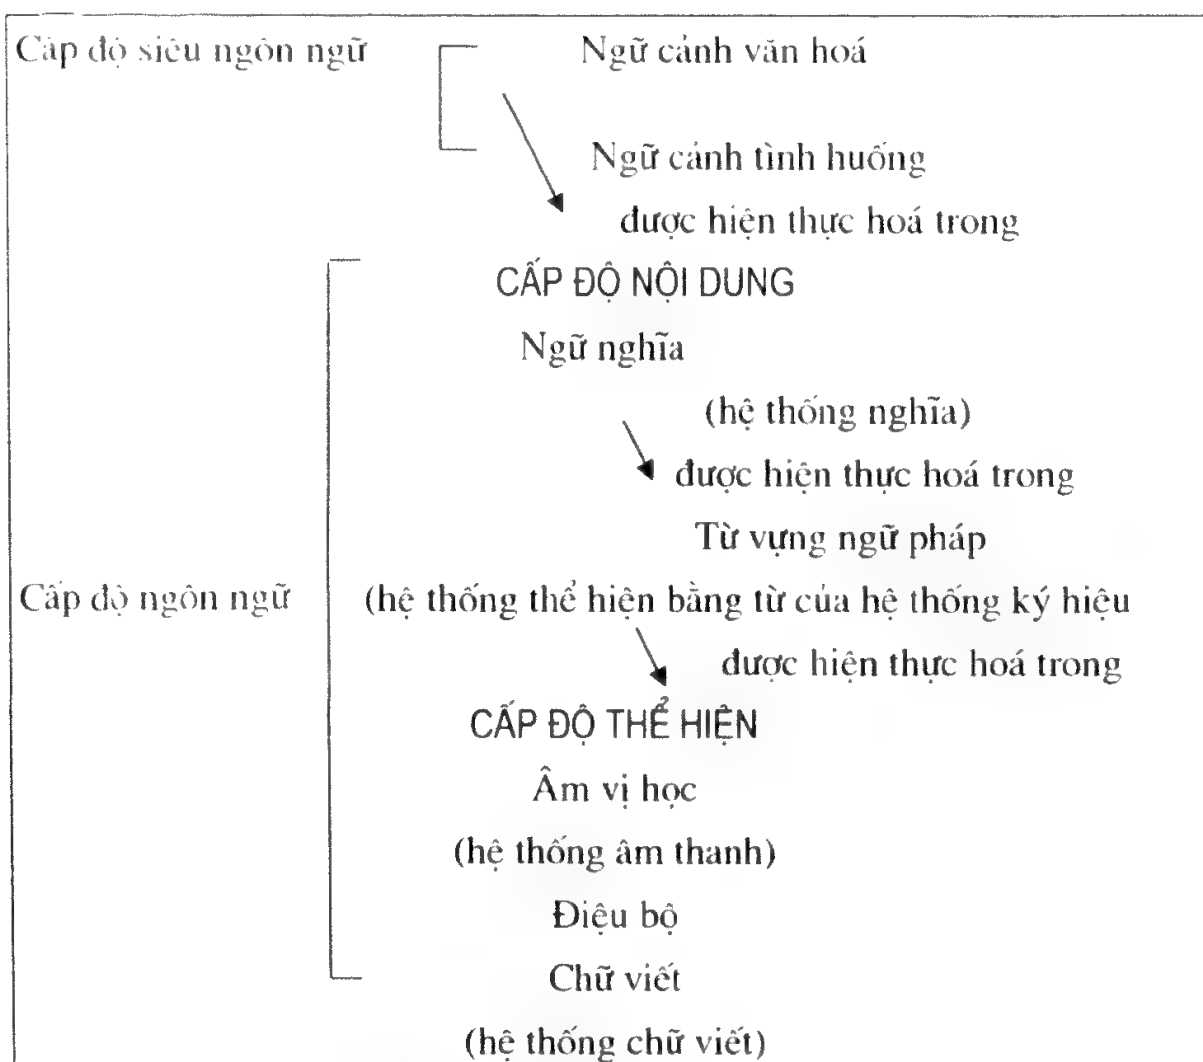 Cấp độ siêu ngôn ngữ Ngữ cảnh văn hoá
Ngữ cảnh tình huống
được hiện thực hoá trong
CẤP ĐỘ NỘI DUNG
Ngữ nghĩa
(hệ thống nghĩa)
được hiện thực hoá trong
Từ vựng ngữ pháp
Cấp độ ngôn ngữ (hệ thống thể hiện bằng từ của hệ thống ký hiệu
được hiện thực hoá trong
CẤP ĐỘ THỂ HIỆN
Âm vị học
(hệ thống âm thanh)
Điệu bộ
Chữ viết
(hệ thống chữ viết)